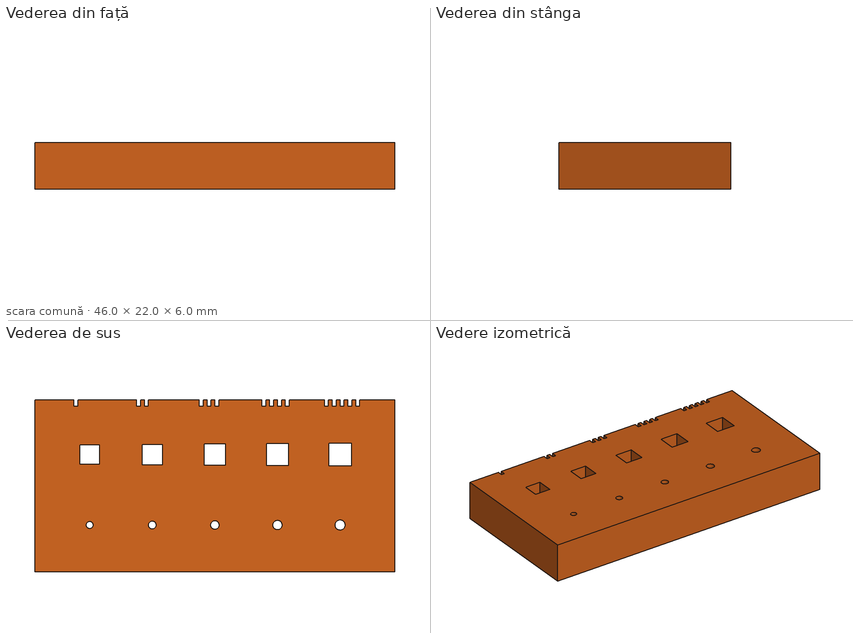 Vederea din față
Vederea din stânga
scara comună · 46.0 × 22.0 × 6.0 mm
Vederea de sus
Vedere izometrică